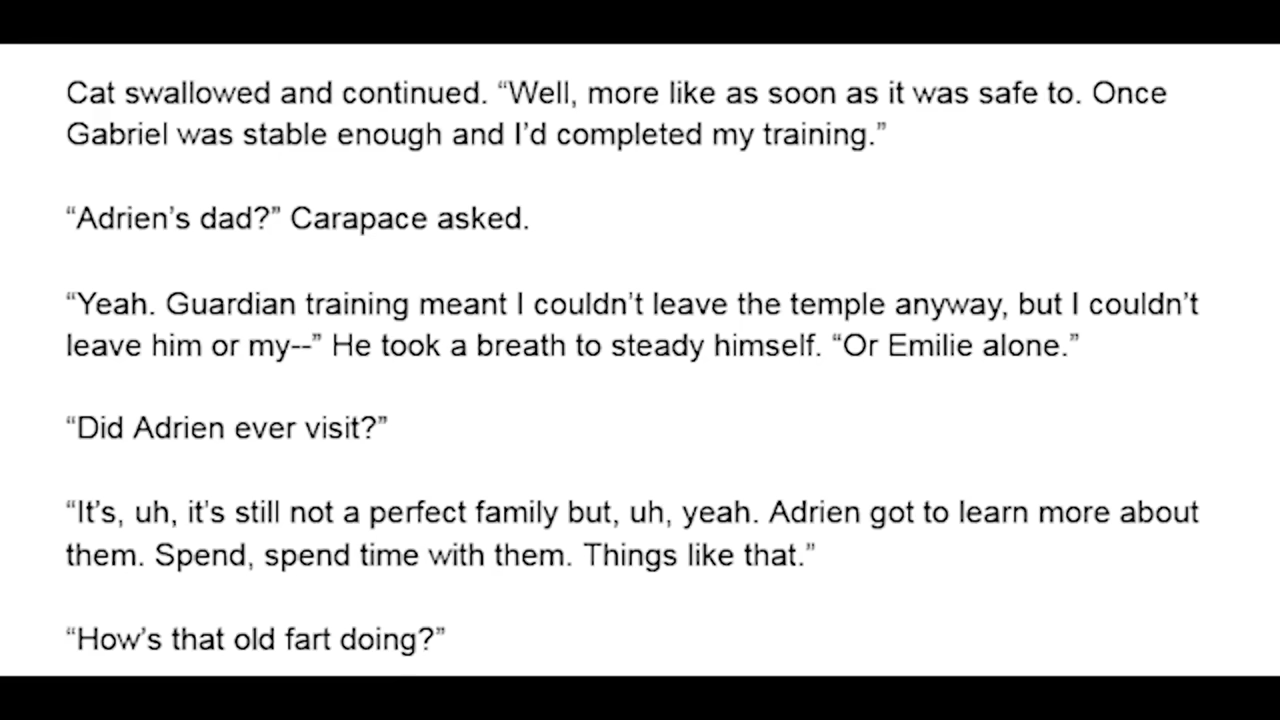 Cat swallowed and continued. “Well, more like as soon as it was safe to. Once
Gabriel was stable enough and I’d completed my training.”
“Adrien’s dad?” Carapace asked.
“Yeah. Guardian training meant I couldn’t leave the temple anyway, but I couldn’t
leave him or my--” He took a breath to steady himself. “Or Emilie alone.”
“Did Adrien ever visit?”
“It’s, uh, it’s still not a perfect family but, uh, yeah. Adrien got to learn more about
them. Spend, spend time with them. Things like that.”
“How’s that old fart doing?”